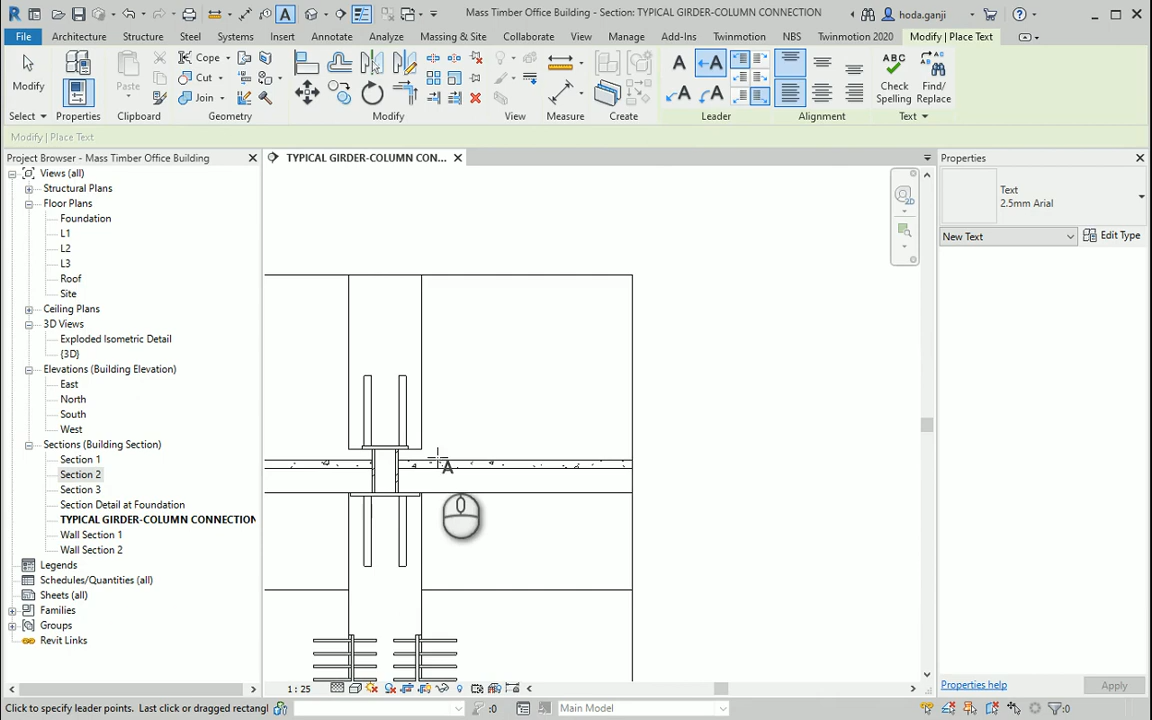 Mass Timber Office Building - Section: TYPICAL GIRDER-COLUMN CONNECTION
hoda.ganji
File Architecture Structure Steel Systems Insert Annotate Analyze Massing & Site Collaborate View Manage Add-Ins Twinmotion NBS Twinmotion 2020 Modify | Place Text
Modify
Paste
Cope
Cut
Join
Check Spelling
Find/ Replace
Select Properties Clipboard Geometry Modify View Measure Create Leader Alignment Text
Modify | Place Text
Project Browser - Mass Timber Office Building
TYPICAL GIRDER-COLUMN CON...
Properties
Views (all)
Structural Plans
Floor Plans
Foundation
L1
L2
L3
Roof
Site
Ceiling Plans
3D Views
Exploded Isometric Detail
{3D}
Elevations (Building Elevation)
East
North
South
West
Sections (Building Section)
Section 1
Section 2
Section 3
Section Detail at Foundation
TYPICAL GIRDER-COLUMN CONNECTION
Wall Section 1
Wall Section 2
Legends
Schedules/Quantities (all)
Sheets (all)
Families
Groups
Revit Links
2D
A
Text
2.5mm Arial
New Text
Edit Type
Properties help
Apply
1 : 25
Click to specify leader points. Last click or dragged rectangl
:0
Main Model
:0